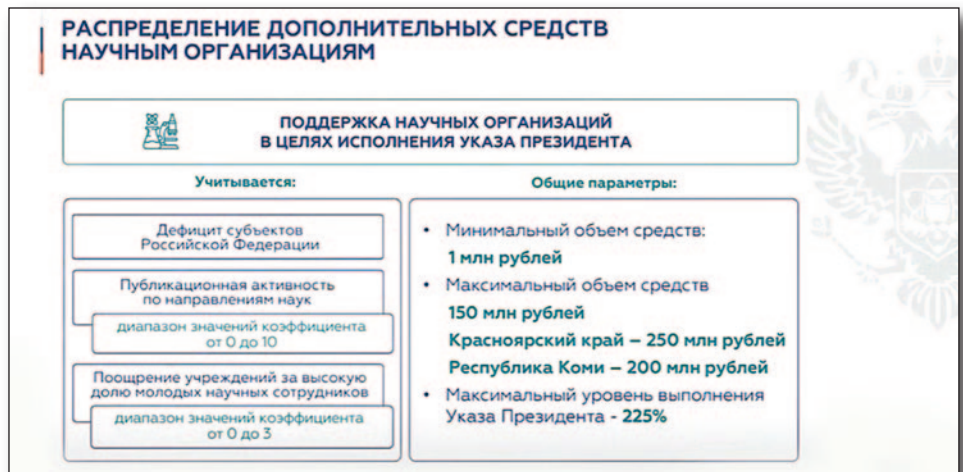 РАСПРЕДЕЛЕНИЕ ДОПОЛНИТЕЛЬНЫХ СРЕДСТВ
НАУЧНЫМ ОРГАНИЗАЦИЯМ
ПОДДЕРЖКА НАУЧНЫХ ОРГАНИЗАЦИЙ
В ЦЕЛЯХ ИСПОЛНЕНИЯ УКАЗА ПРЕЗИДЕНТА
Учитывается:
Дефицит субъектов
Российской Федерации
Публикационная активность
по направлениям наук
диапазон значений коэффициента
от 0 до 10
Поощрение учреждений за высокую
долю молодых научных сотрудников
диапазон значений коэффициента
от 0 до 3
Общие параметры:
• Минимальный объем средств:
1 млн рублей
• Максимальный объем средств
150 млн рублей
Красноярский край – 250 млн рублей
Республика Коми – 200 млн рублей
• Максимальный уровень выполнения
Указа Президента - 225%